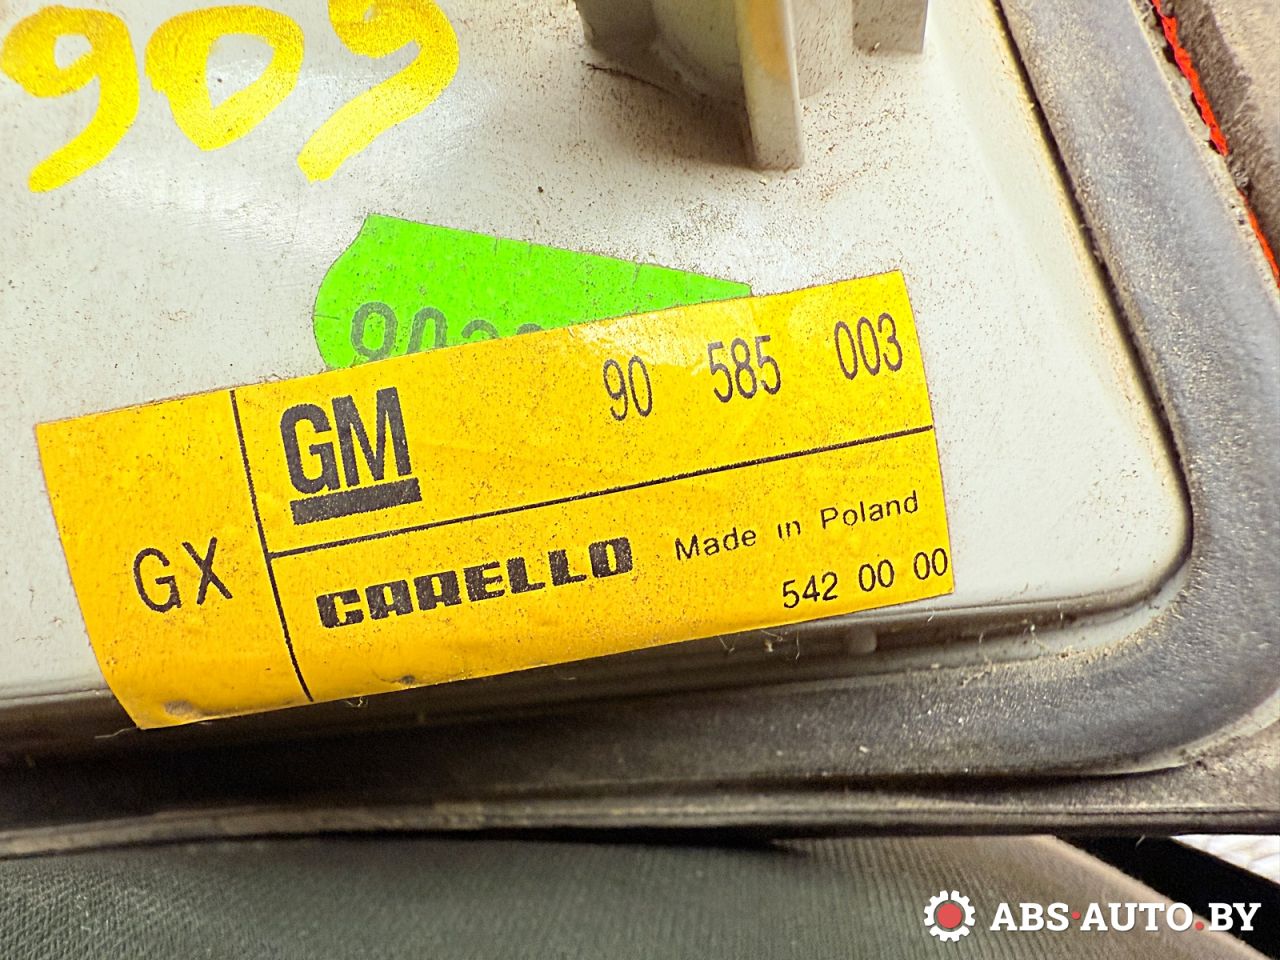 909
GM 90 585 003
GX
CARELLO Made in Poland
542 00 00
ABS·AUTO.BY